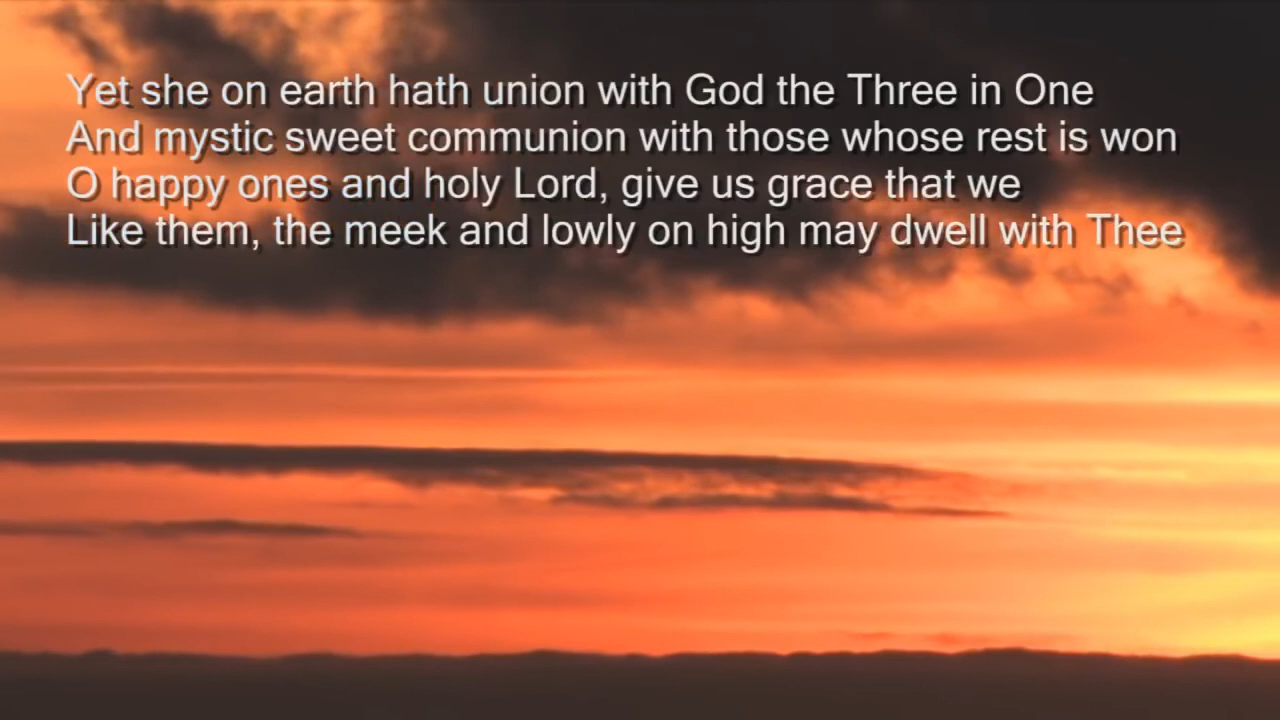 Yet she on earth hath union with God the Three in One
And mystic sweet communion with those whose rest is won
O happy ones and holy Lord, give us grace that we
Like them, the meek and lowly on high may dwell with Thee